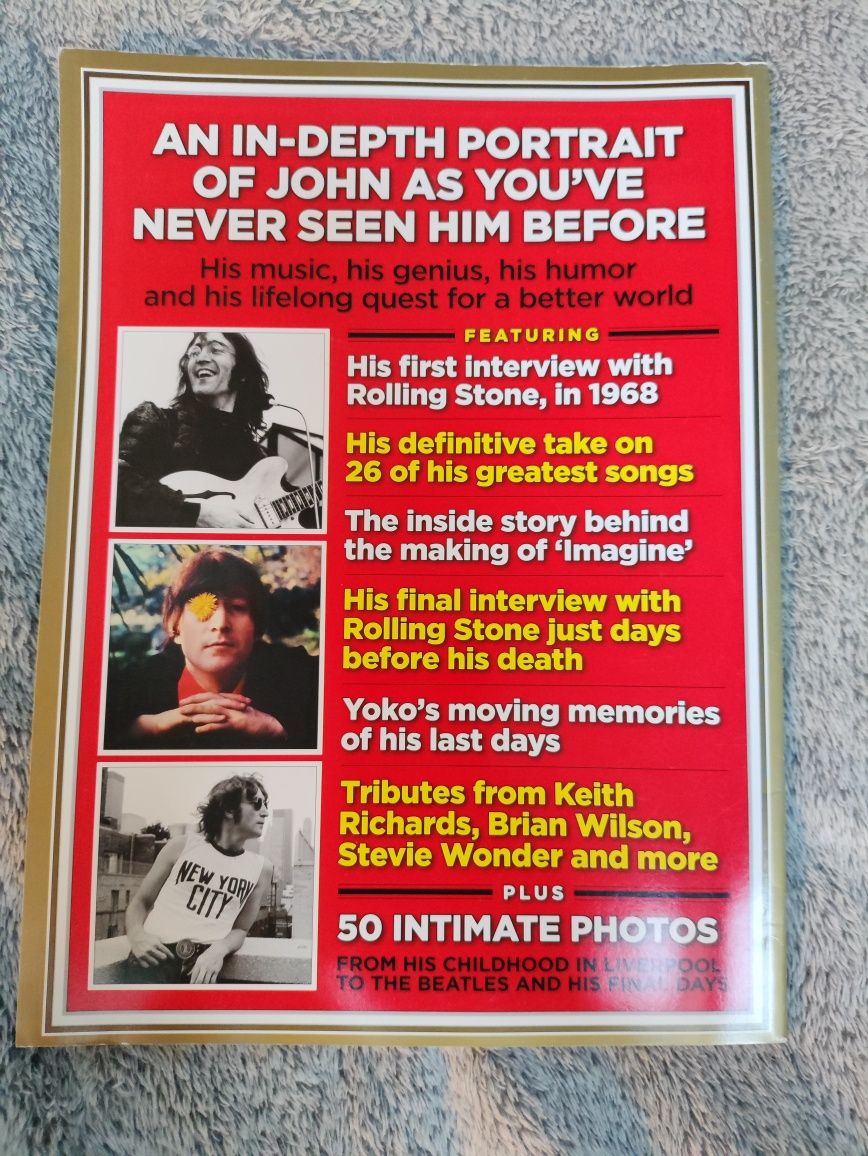 AN IN-DEPTH PORTRAIT
OF JOHN AS YOU'VE
NEVER SEEN HIM BEFORE
His music, his genius, his humor
and his lifelong quest for a better world
FEATURING
His first interview with
Rolling Stone, in 1968
His definitive take on
26 of his greatest songs
The inside story behind
the making of ‘Imagine’
His final interview with
Rolling Stone just days
before his death
Yoko’s moving memories
of his last days
Tributes from Keith
Richards, Brian Wilson,
Stevie Wonder and more
PLUS
50 INTIMATE PHOTOS
FROM HIS CHILDHOOD IN LIVERPOOL
TO THE BEATLES AND HIS FINAL DAYS
NEW YORK
CITY